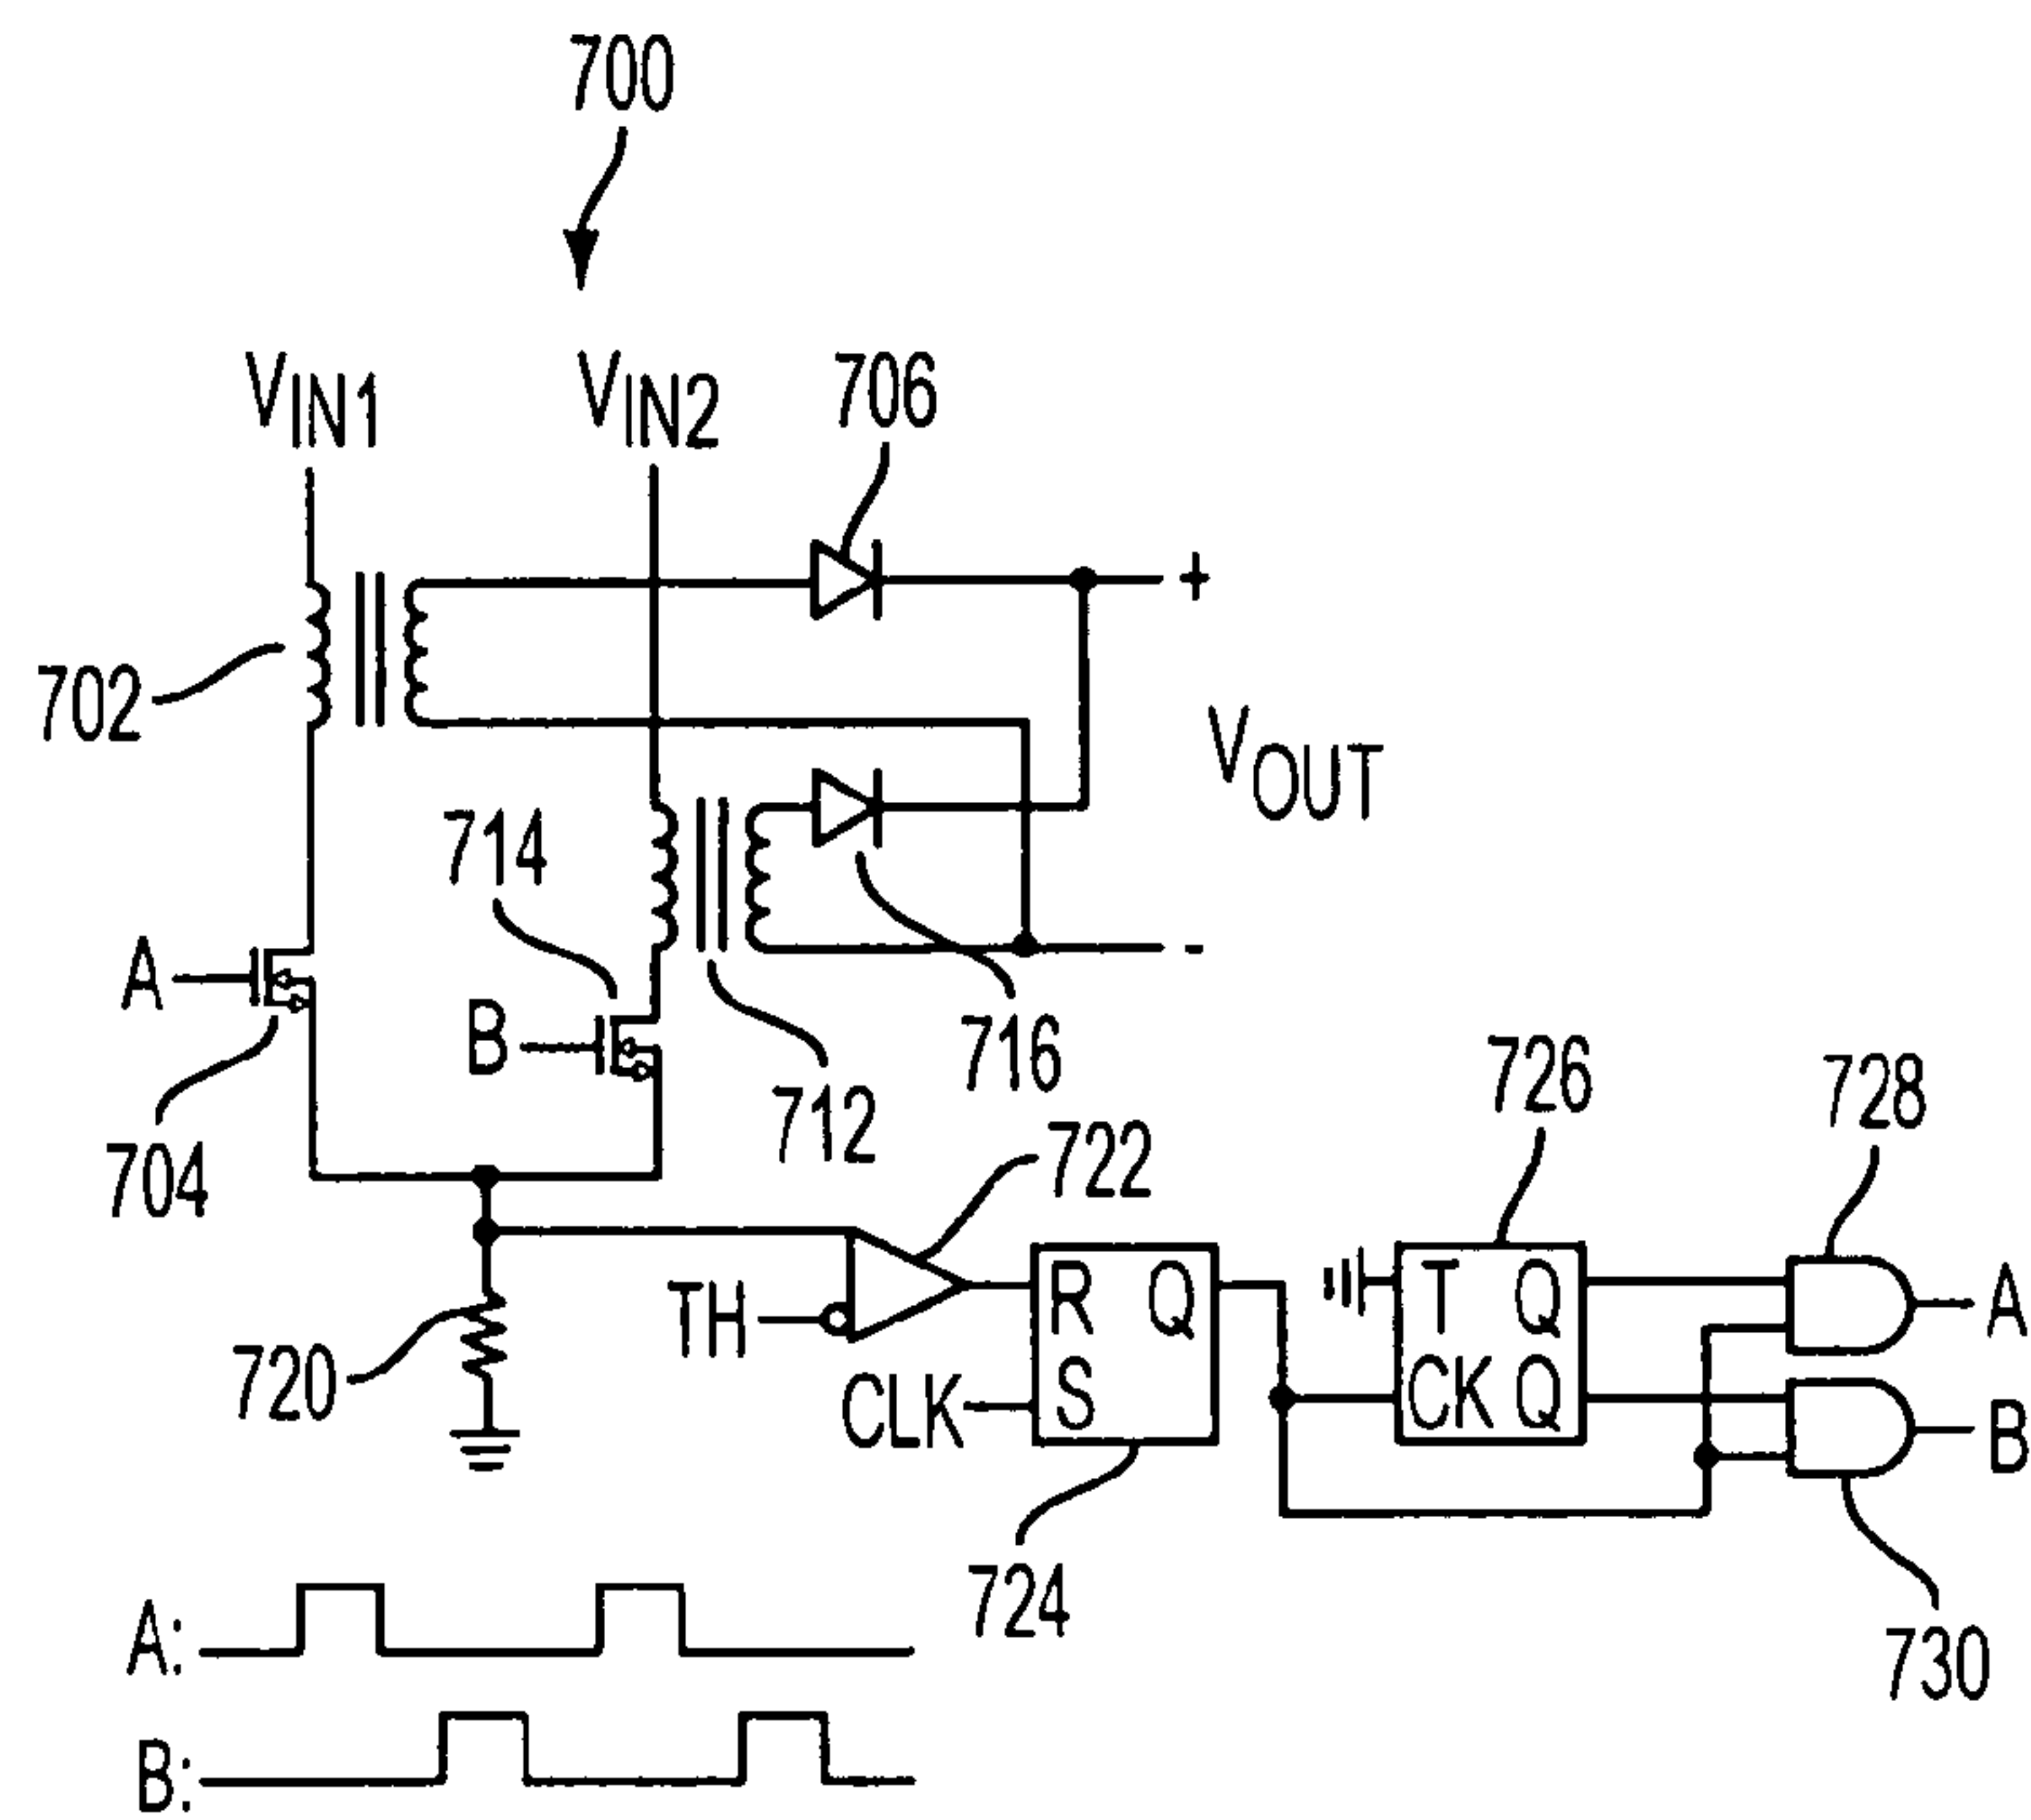 700
VIN1 VIN2 706
702
+
VOUT
714
-
A
B
716
712
704
722
726
728
TH
R Q
T Q
A
720
CLK
S
CK Q
B
724
730
A:
B: